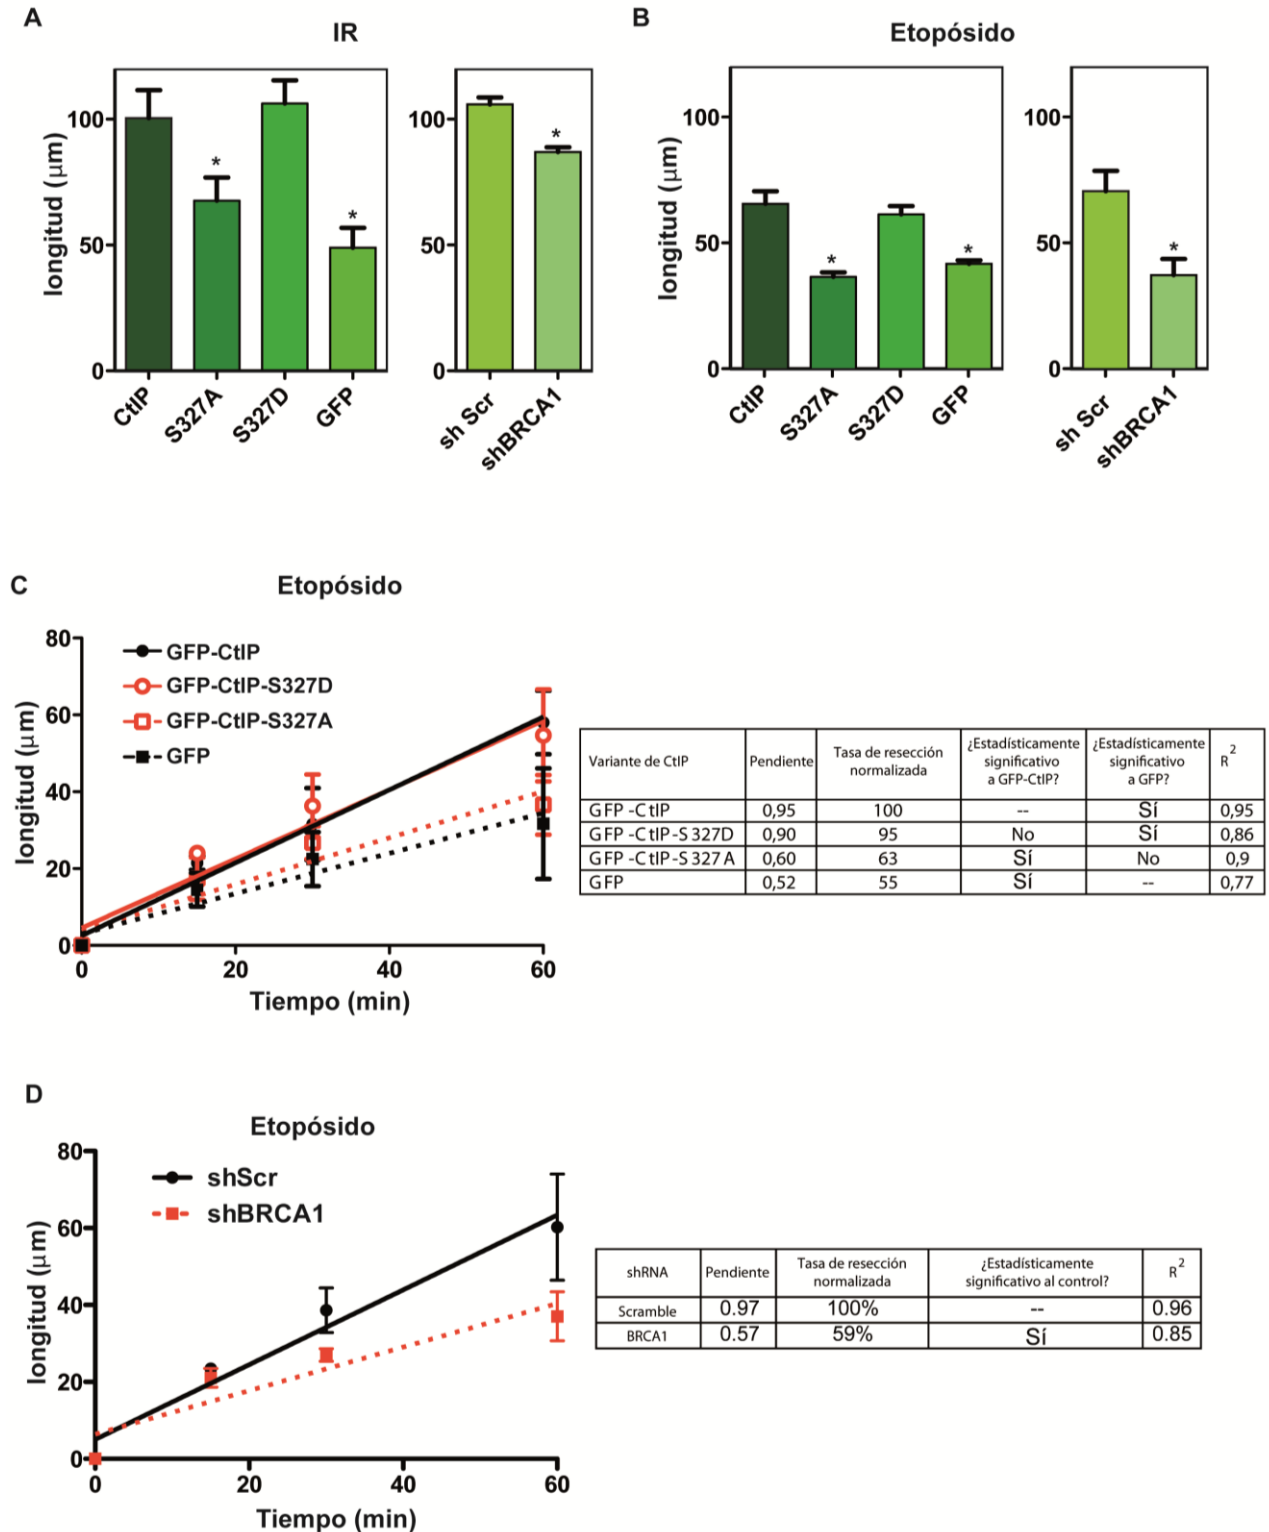 A
IR
longitud (µm)
100
50
0
*
*
CtIP
S327A
S327D
GFP
100
50
0
*
sh Scr
shBRCA1
B
Etopósido
longitud (µm)
100
50
0
*
*
CtIP
S327A
S327D
GFP
100
50
0
*
sh Scr
shBRCA1
C
Etopósido
longitud (µm)
80
60
40
20
0
GFP-CtIP
GFP-CtIP-S327D
GFP-CtIP-S327A
GFP
0 20 40 60
Tiempo (min)
Variante de CtIP
Pendiente
Tasa de resección
normalizada
¿Estadísticamente
significativo
a GFP-CtIP?
¿Estadísticamente
significativo
a GFP?
R2
GFP-CtIP 0,95 100 -- Sí 0,95
GFP-CtIP-S327D 0,90 95 No Sí 0,86
GFP-CtIP-S327A 0,60 63 Sí No 0,9
GFP 0,52 55 Sí -- 0,77
D
Etopósido
longitud (µm)
80
60
40
20
0
shScr
shBRCA1
0 20 40 60
Tiempo (min)
shRNA
Pendiente
Tasa de resección
normalizada
¿Estadísticamente
significativo al control?
R2
Scramble 0.97 100% -- 0.96
BRCA1 0.57 59% Sí 0.85